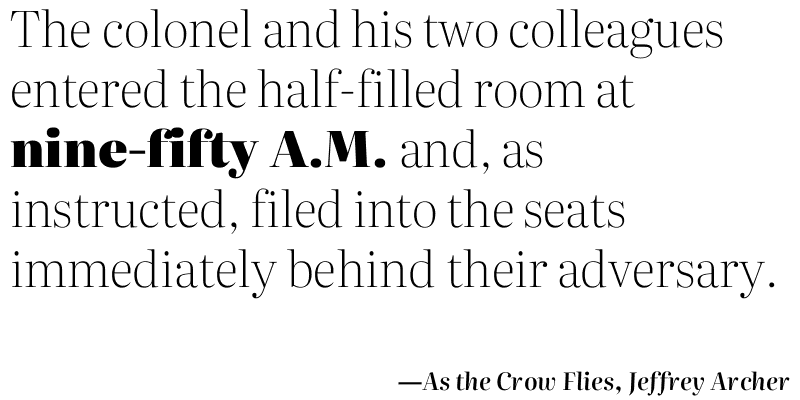 The colonel and his two colleagues
entered the half-filled room at
nine-fifty A.M. and, as
instructed, filed into the seats
immediately behind their adversary.
—As the Crow Flies, Jeffrey Archer